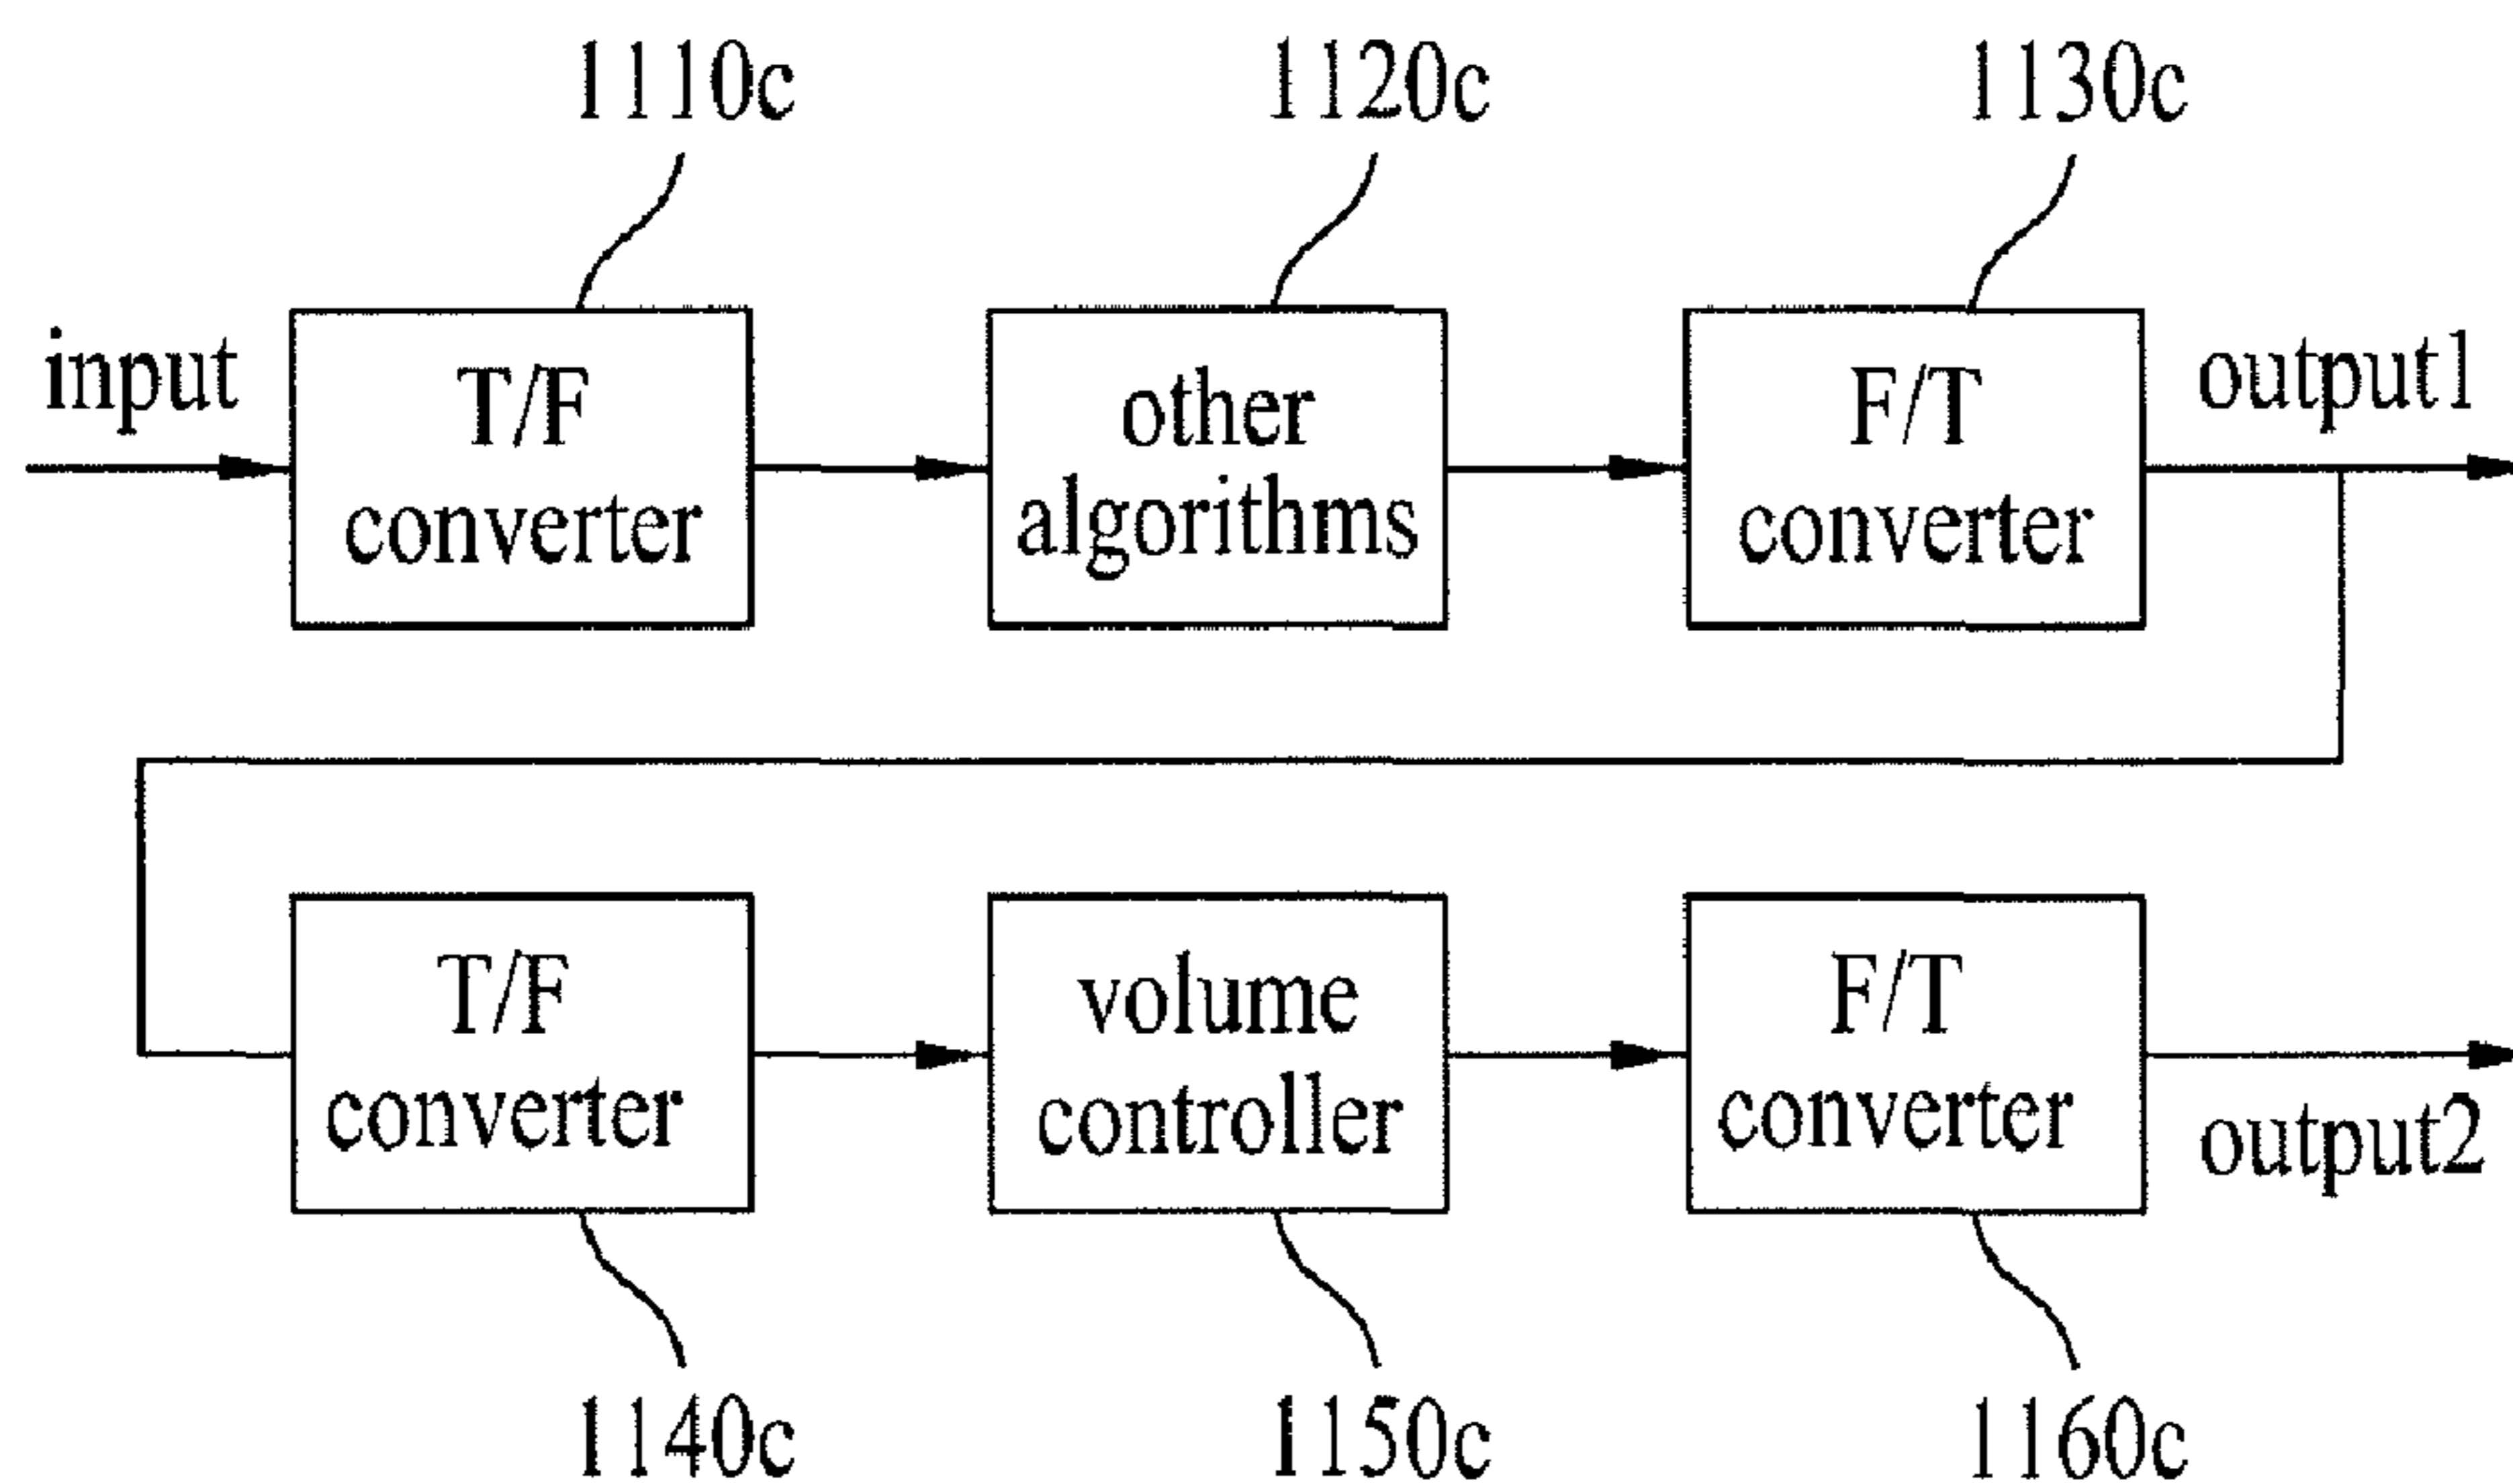 1110c
1120c
1130c
input
T/F
converter
other
algorithms
F/T
converter
output1
T/F
converter
volume
controller
F/T
converter
output2
1140c
1150c
1160c